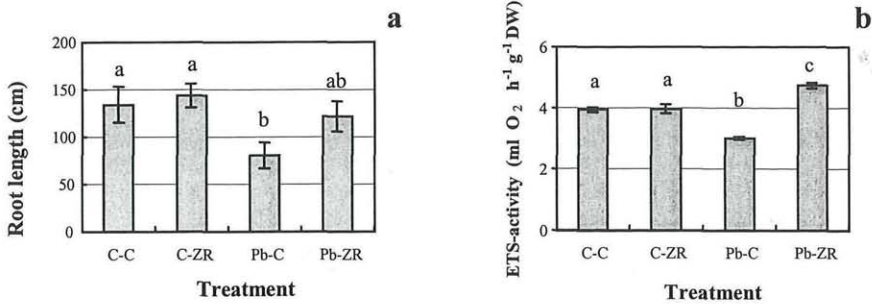 a
Root length (cm)
200
150
100
50
0
a
a
b
ab
C-C
C-ZR
Pb-C
Pb-ZR
Treatment
b
ETS-activity (ml O₂ h⁻¹ g⁻¹ DW)
6
4
2
0
a
a
b
c
C-C
C-ZR
Pb-C
Pb-ZR
Treatment